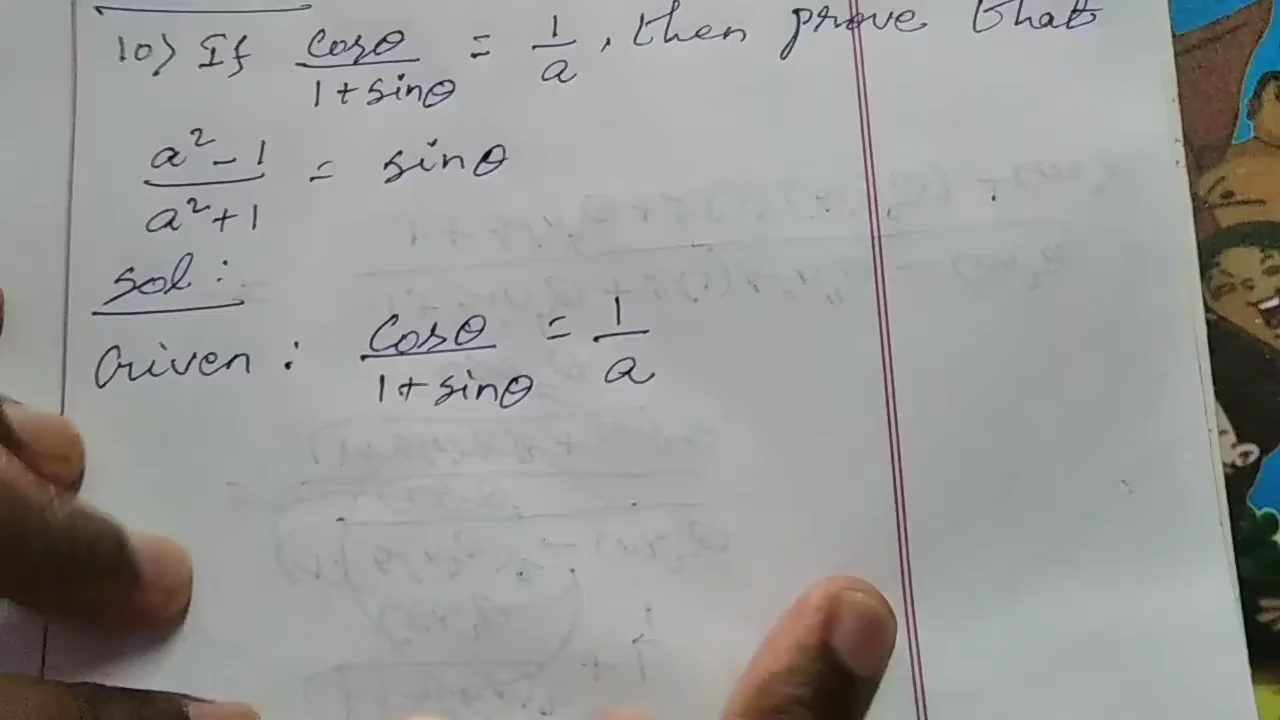 10) If cosθ/1+sinθ = 1/a, then prove that
a²-1/a²+1 = sinθ
sol:
Given: cosθ/1+sinθ = 1/a